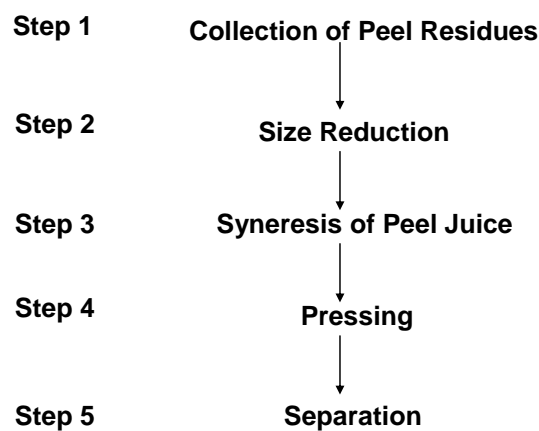 Step 1 Collection of Peel Residues
Step 2 Size Reduction
Step 3 Syneresis of Peel Juice
Step 4 Pressing
Step 5 Separation